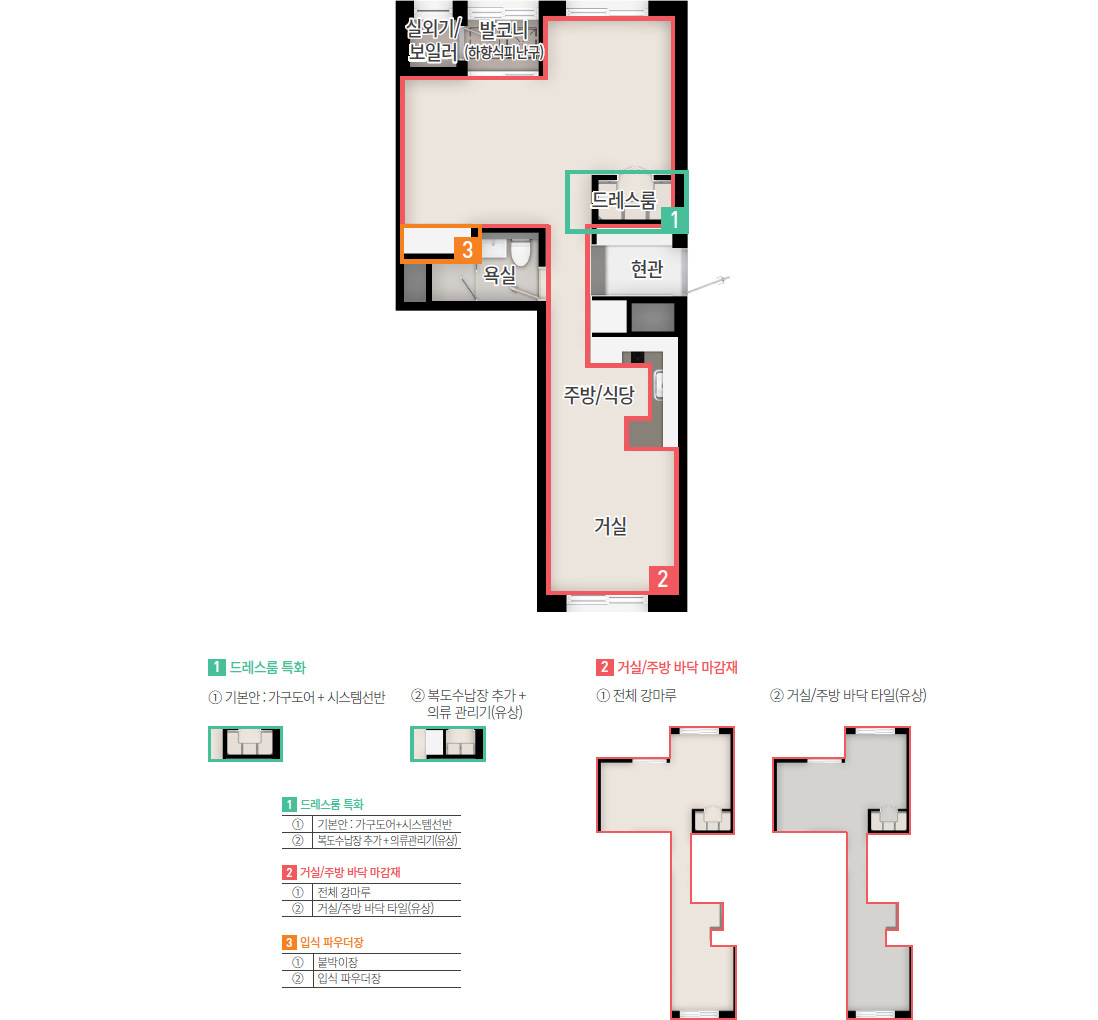 실외기/
보일러
발코니
(하향식피난구)
드레스룸
1
3
욕실
현관
주방/식당
거실
2
1 드레스룸 특화
① 기본안 : 가구도어 + 시스템선반
② 복도수납장 추가 +
의류 관리기(유상)
2 거실/주방 바닥 마감재
① 전체 강마루
② 거실/주방 바닥 타일(유상)
1 드레스룸 특화
① 기본안 : 가구도어+시스템선반
② 복도수납장 추가 + 의류관리기(유상)
2 거실/주방 바닥 마감재
① 전체 강마루
② 거실/주방 바닥 타일(유상)
3 입식 파우더장
① 붙박이장
② 입식 파우더장